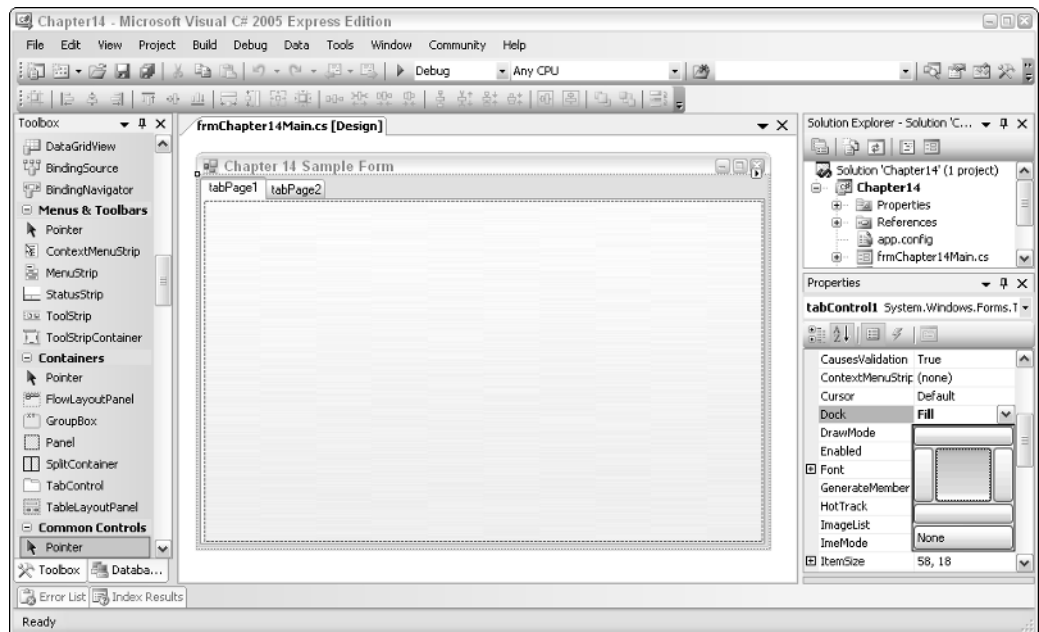 Chapter14 - Microsoft Visual C# 2005 Express Edition
File Edit View Project Build Debug Data Tools Window Community Help
Debug Any CPU
Toolbox
DataGridView
BindingSource
BindingNavigator
Menus & Toolbars
Pointer
ContextMenuStrip
MenuStrip
StatusStrip
ToolStrip
ToolStripContainer
Containers
Pointer
FlowLayoutPanel
GroupBox
Panel
SplitContainer
TabControl
TableLayoutPanel
Common Controls
Pointer
Toolbox Databa...
frmChapter14Main.cs [Design]
Chapter 14 Sample Form
tabPage1 tabPage2
Solution Explorer - Solution 'C...
Solution 'Chapter14' (1 project)
Chapter14
Properties
References
app.config
frmChapter14Main.cs
Properties
tabControl1 System.Windows.Forms.T
CausesValidation True
ContextMenuStrip (none)
Cursor Default
Dock Fill
DrawMode
Enabled
Font
GenerateMember
HotTrack
ImageList
ImeMode
None
ItemSize 58, 18
Error List Index Results
Ready